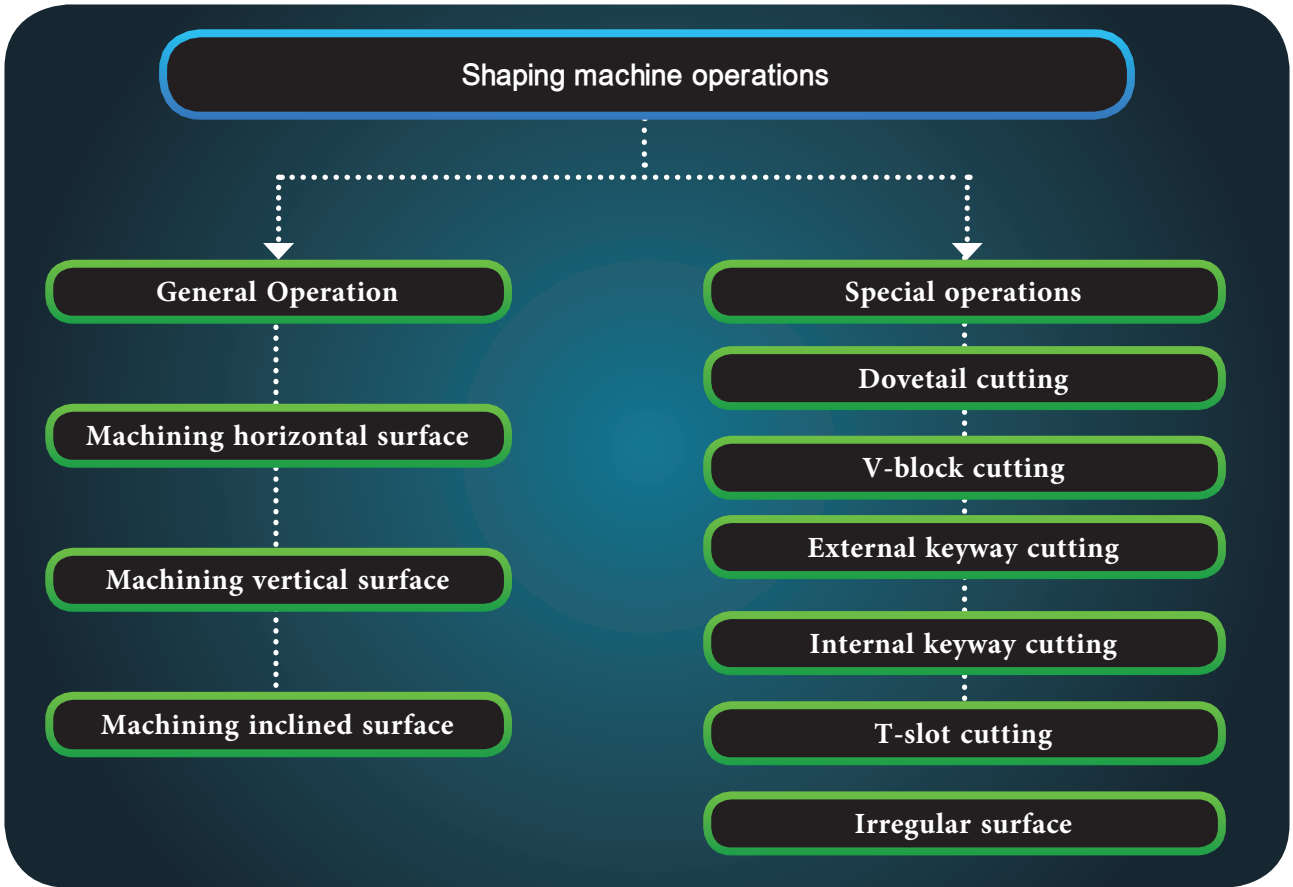 Shaping machine operations
General Operation
Machining horizontal surface
Machining vertical surface
Machining inclined surface
Special operations
Dovetail cutting
V-block cutting
External keyway cutting
Internal keyway cutting
T-slot cutting
Irregular surface